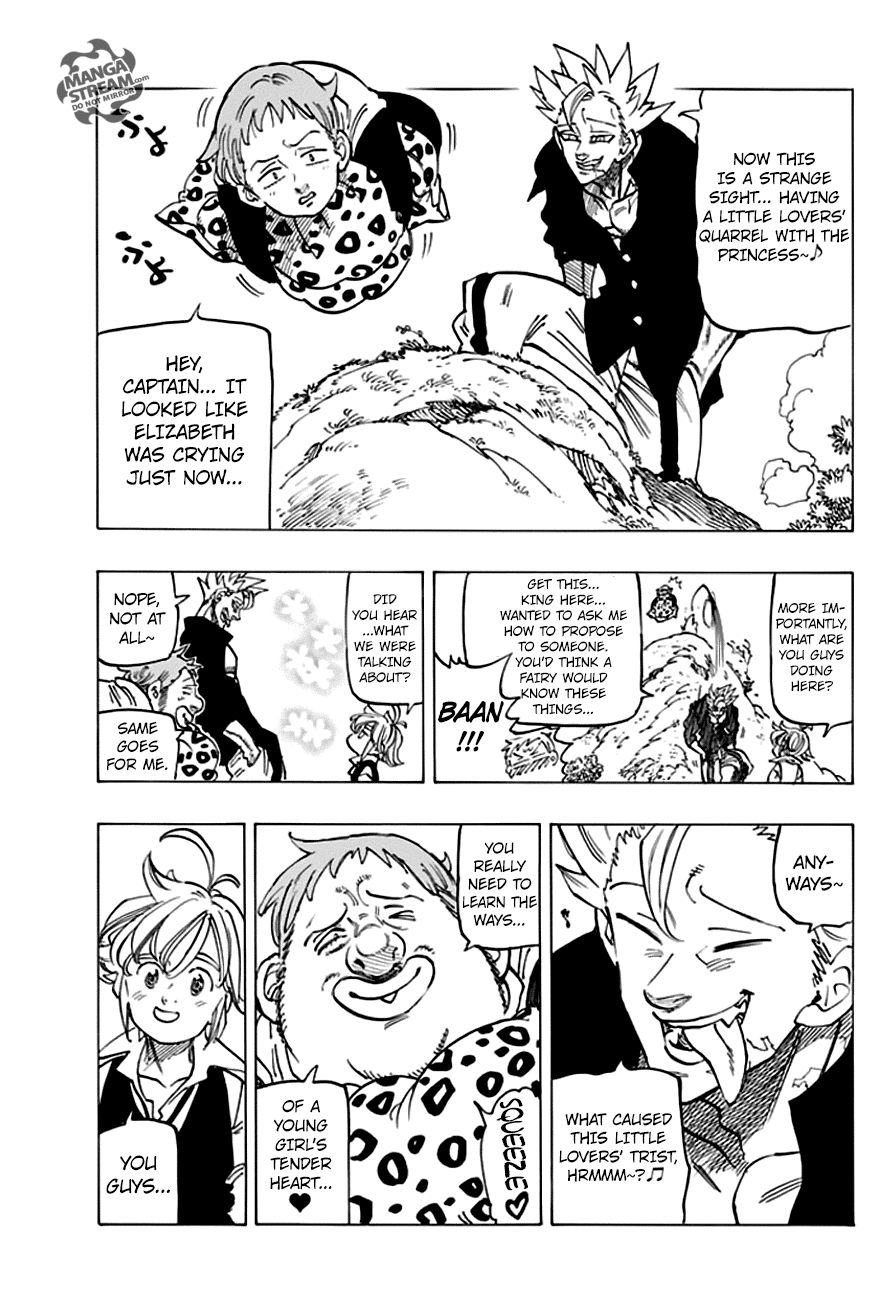 MANGA
STREAM.com
DO NOT MIRROR
NOW THIS
IS A STRANGE
SIGHT... HAVING
A LITTLE LOVERS'
QUARREL WITH THE
PRINCESS~♪
ふよ
ふよ
HEY,
CAPTAIN... IT
LOOKED LIKE
ELIZABETH
WAS CRYING
JUST NOW...
MORE IM-
PORTANTLY,
WHAT ARE
YOU GUYS
DOING
HERE?
GET THIS...
KING HERE...
WANTED TO ASK ME
HOW TO PROPOSE
TO SOMEONE.
YOU'D THINK A
FAIRY WOULD
KNOW THESE
THINGS...
BAAN
!!!
DID
YOU HEAR
...WHAT
WE WERE
TALKING
ABOUT?
NOPE,
NOT AT
ALL~
SAME
GOES
FOR ME.
ANY-
WAYS~
WHAT CAUSED
THIS LITTLE
LOVERS' TRIST,
HRMMM~?♫
YOU
REALLY
NEED TO
LEARN THE
WAYS...
OF A
YOUNG
GIRL'S
TENDER
HEART...
♥
SQUEEZE♡
YOU
GUYS...